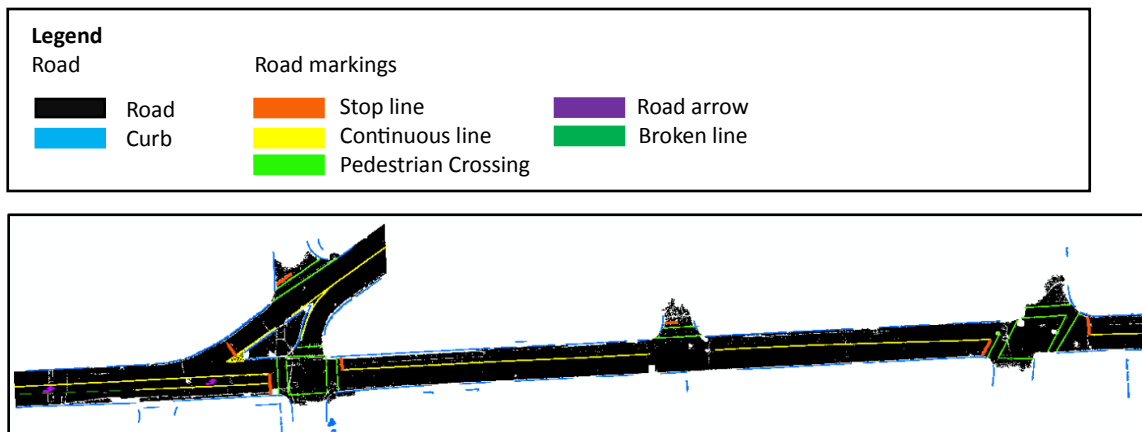 Legend
Road Road markings
Road Stop line Road arrow
Curb Continuous line Broken line
Pedestrian Crossing